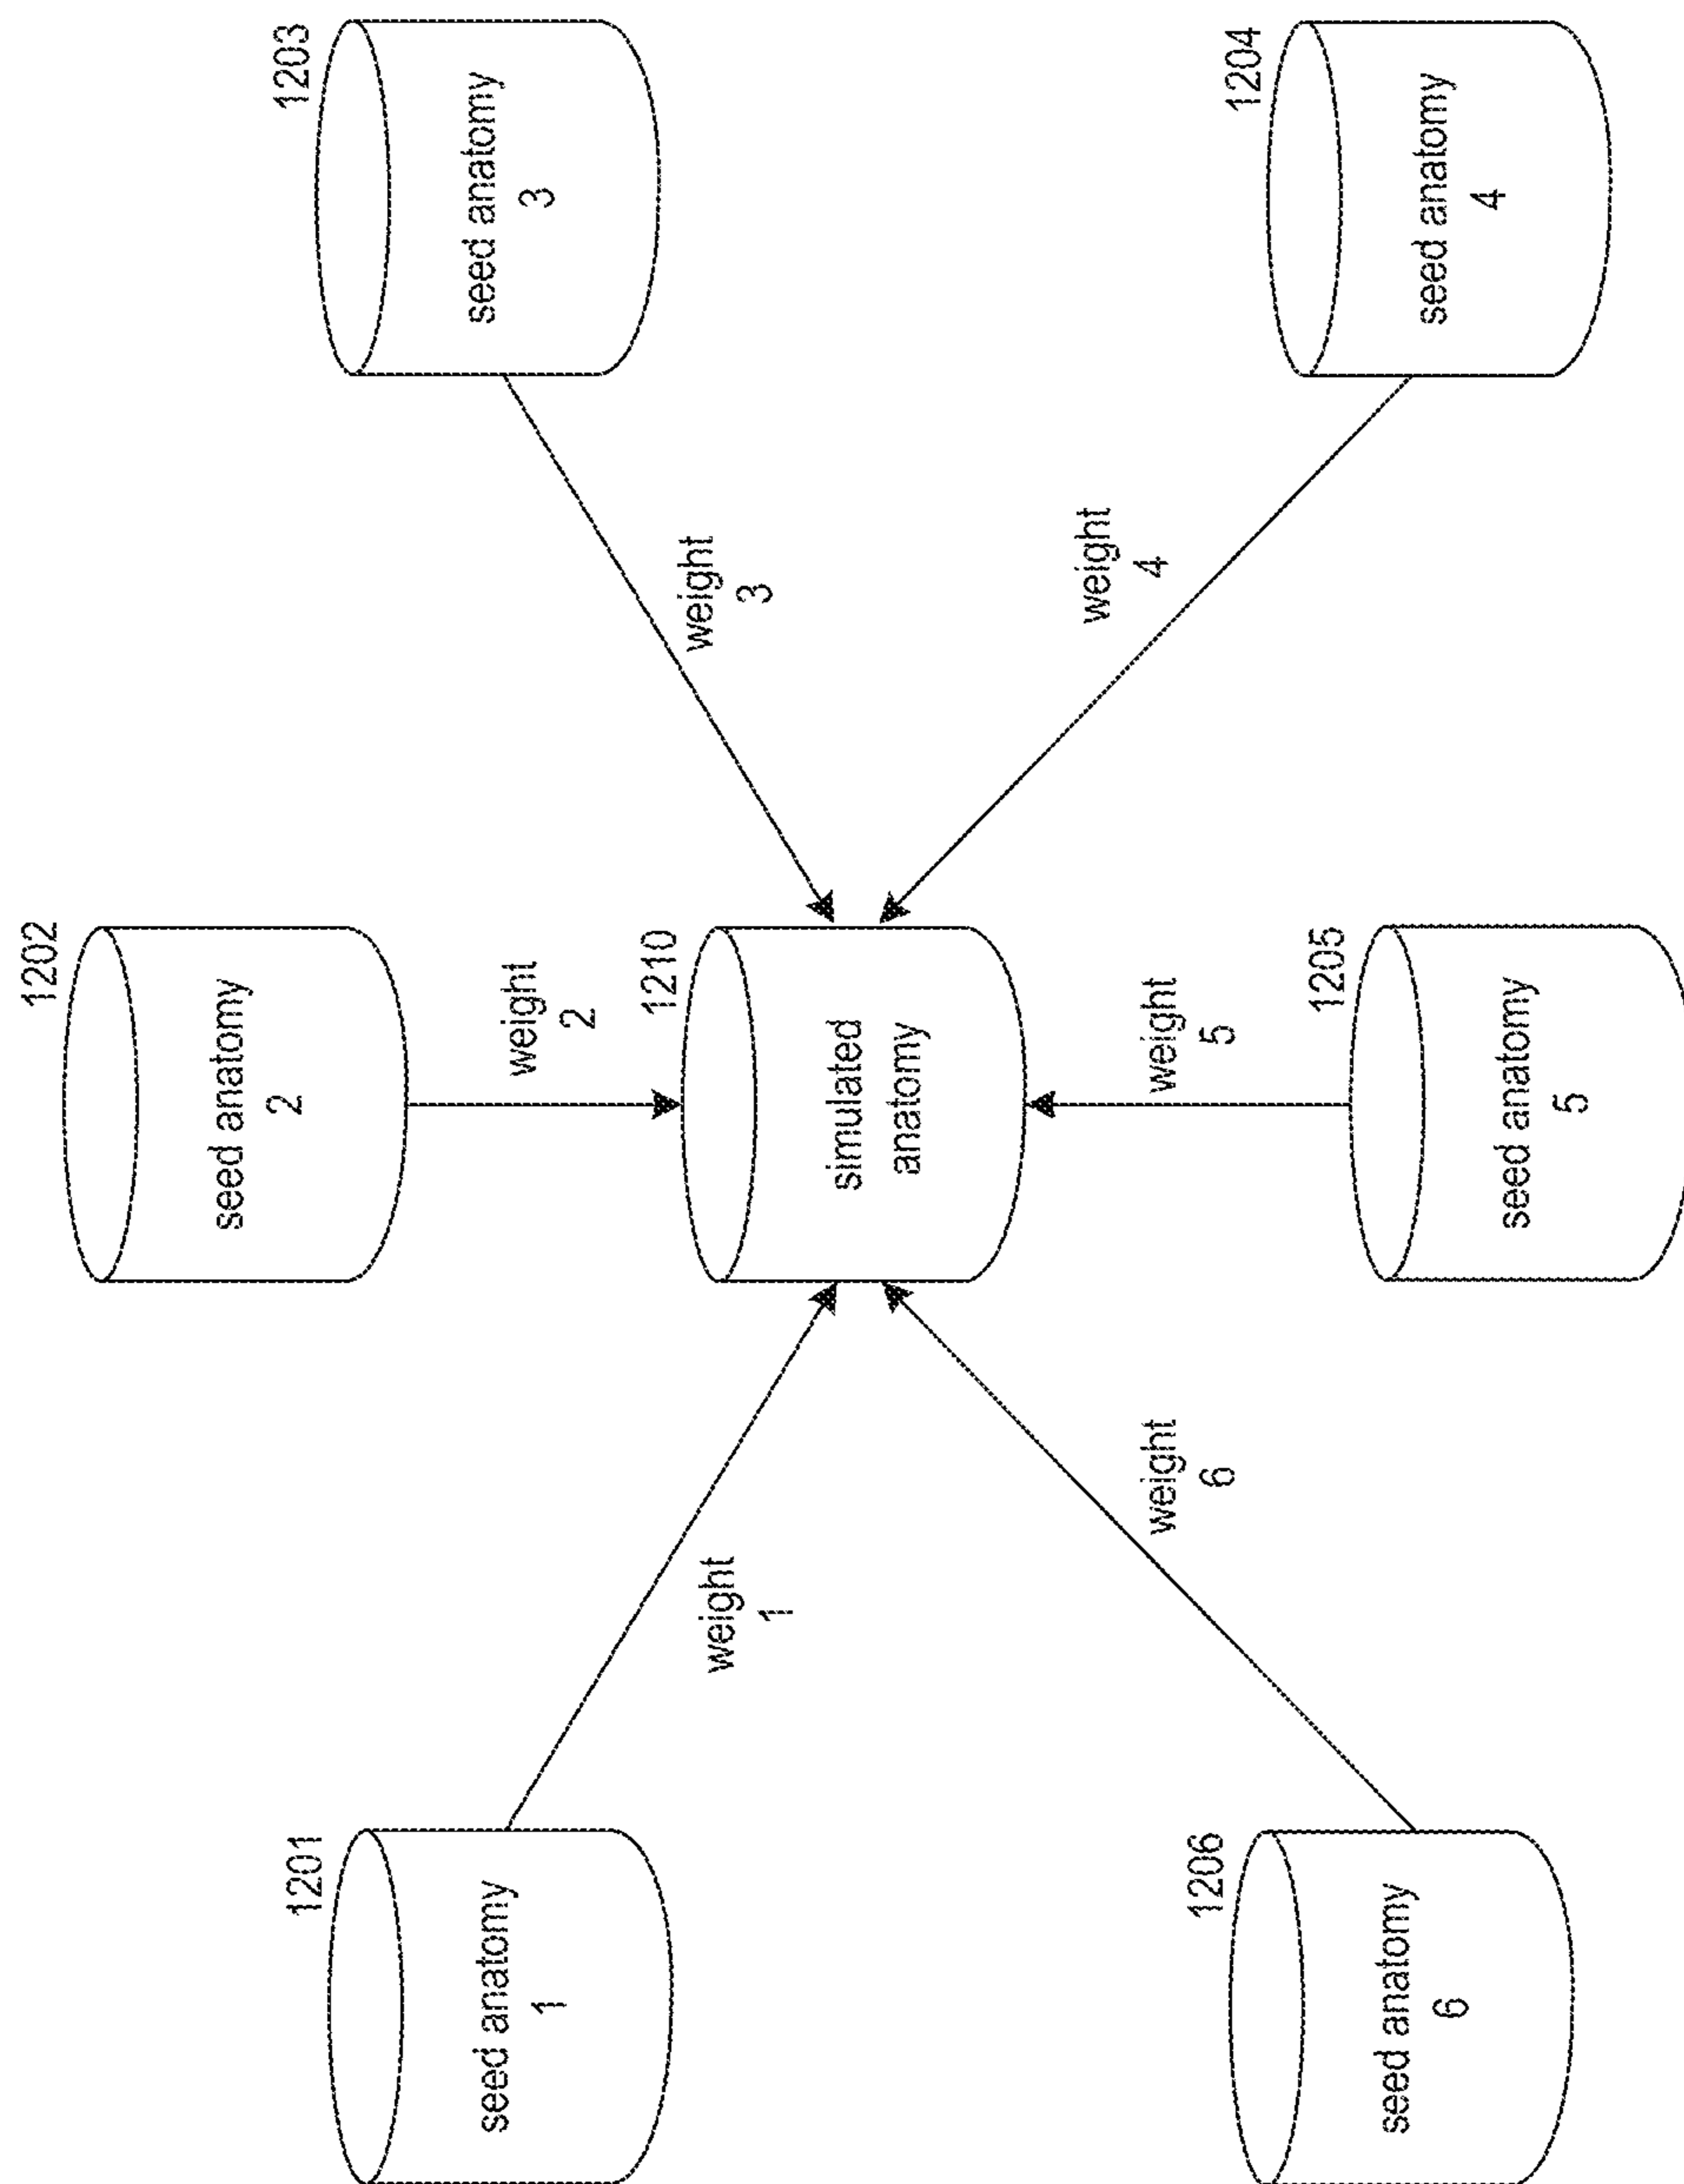 1202
seed anatomy
2
1201
seed anatomy
1
1203
seed anatomy
3
weight
2
weight
1
weight
3
1210
simulated
anatomy
weight
6
weight
5
weight
4
1206
seed anatomy
6
1205
seed anatomy
5
1204
seed anatomy
4